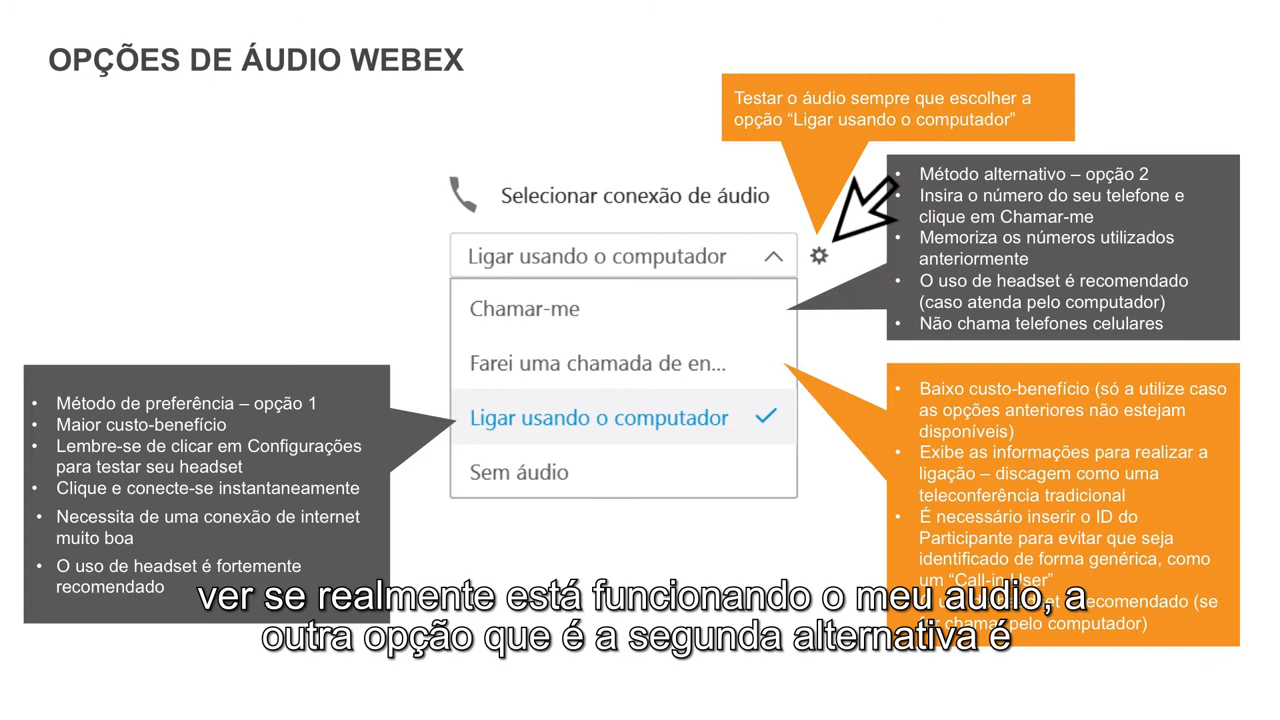 OPÇÕES DE ÁUDIO WEBEX
Testar o áudio sempre que escolher a
opção “Ligar usando o computador”
Selecionar conexão de áudio
Ligar usando o computador
Chamar-me
Farei uma chamada de en...
Ligar usando o computador
Sem áudio
• Método alternativo – opção 2
• Insira o número do seu telefone e
clique em Chamar-me
• Memoriza os números utilizados
anteriormente
• O uso de headset é recomendado
(caso atenda pelo computador)
• Não chama telefones celulares
• Método de preferência – opção 1
• Maior custo-benefício
• Lembre-se de clicar em Configurações
para testar seu headset
• Clique e conecte-se instantaneamente
• Necessita de uma conexão de internet
muito boa
• O uso de headset é fortemente
recomendado
• Baixo custo-benefício (só a utilize caso
as opções anteriores não estejam
disponíveis)
• Exibe as informações para realizar a
ligação – discagem como uma
teleconferência tradicional
• É necessário inserir o ID do
Participante para evitar que seja
identificado de forma genérica, como
um “Call-in User”
recomendado (se
pelo computador)
ver se realmente está funcionando o meu áudio, a
outra opção que é a segunda alternativa é